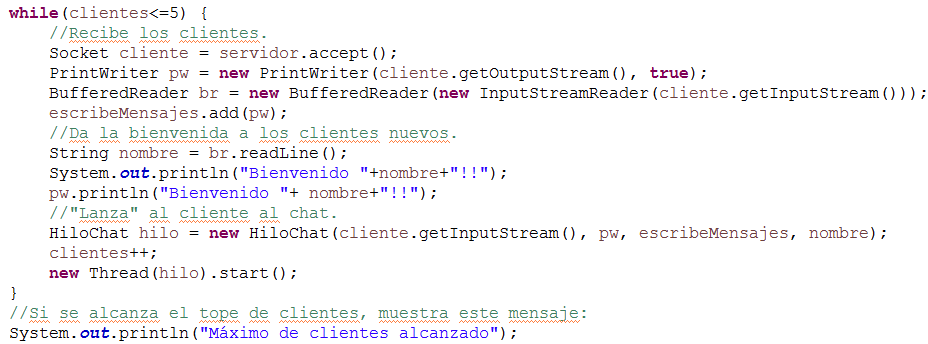 while(clientes<=5) {
//Recibe los clientes.
Socket cliente = servidor.accept();
PrintWriter pw = new PrintWriter(cliente.getOutputStream(), true);
BufferedReader br = new BufferedReader(new InputStreamReader(cliente.getInputStream()));
escribeMensajes.add(pw);
//Da la bienvenida a los clientes nuevos.
String nombre = br.readLine();
System.out.println("Bienvenido "+nombre+"!!");
pw.println("Bienvenido "+ nombre+"!!");
//"Lanza" al cliente al chat.
HiloChat hilo = new HiloChat(cliente.getInputStream(), pw, escribeMensajes, nombre);
clientes++;
new Thread(hilo).start();
}
//Si se alcanza el tope de clientes, muestra este mensaje:
System.out.println("Máximo de clientes alcanzado");